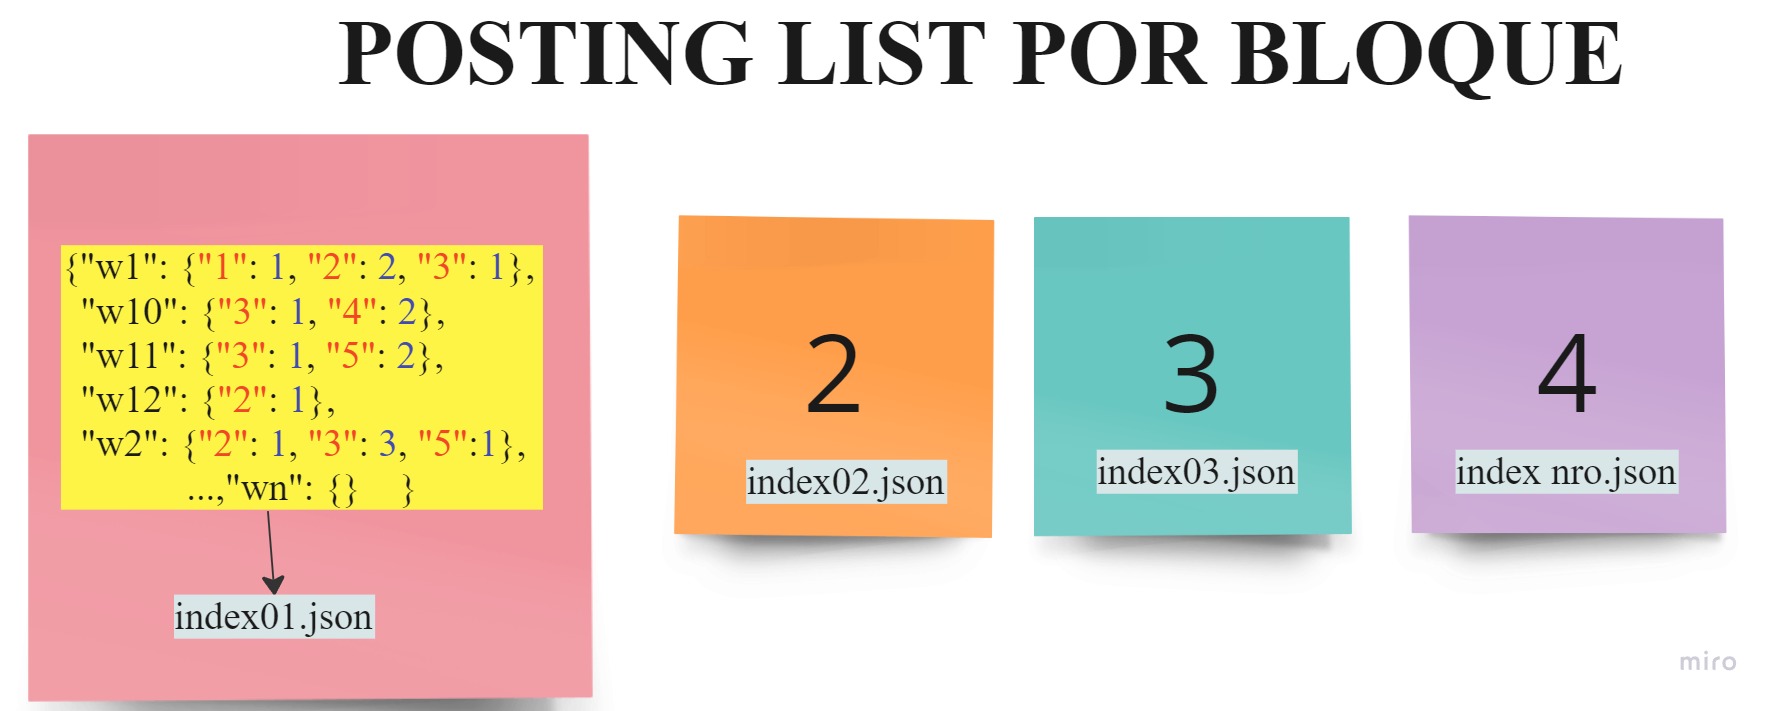 POSTING LIST POR BLOQUE
{"w1": {"1": 1, "2": 2, "3": 1},
"w10": {"3": 1, "4": 2},
"w11": {"3": 1, "5": 2},
"w12": {"2": 1},
"w2": {"2": 1, "3": 3, "5":1},
...,"wn": {} }
index01.json
2
index02.json
3
index03.json
4
index nro.json
miro